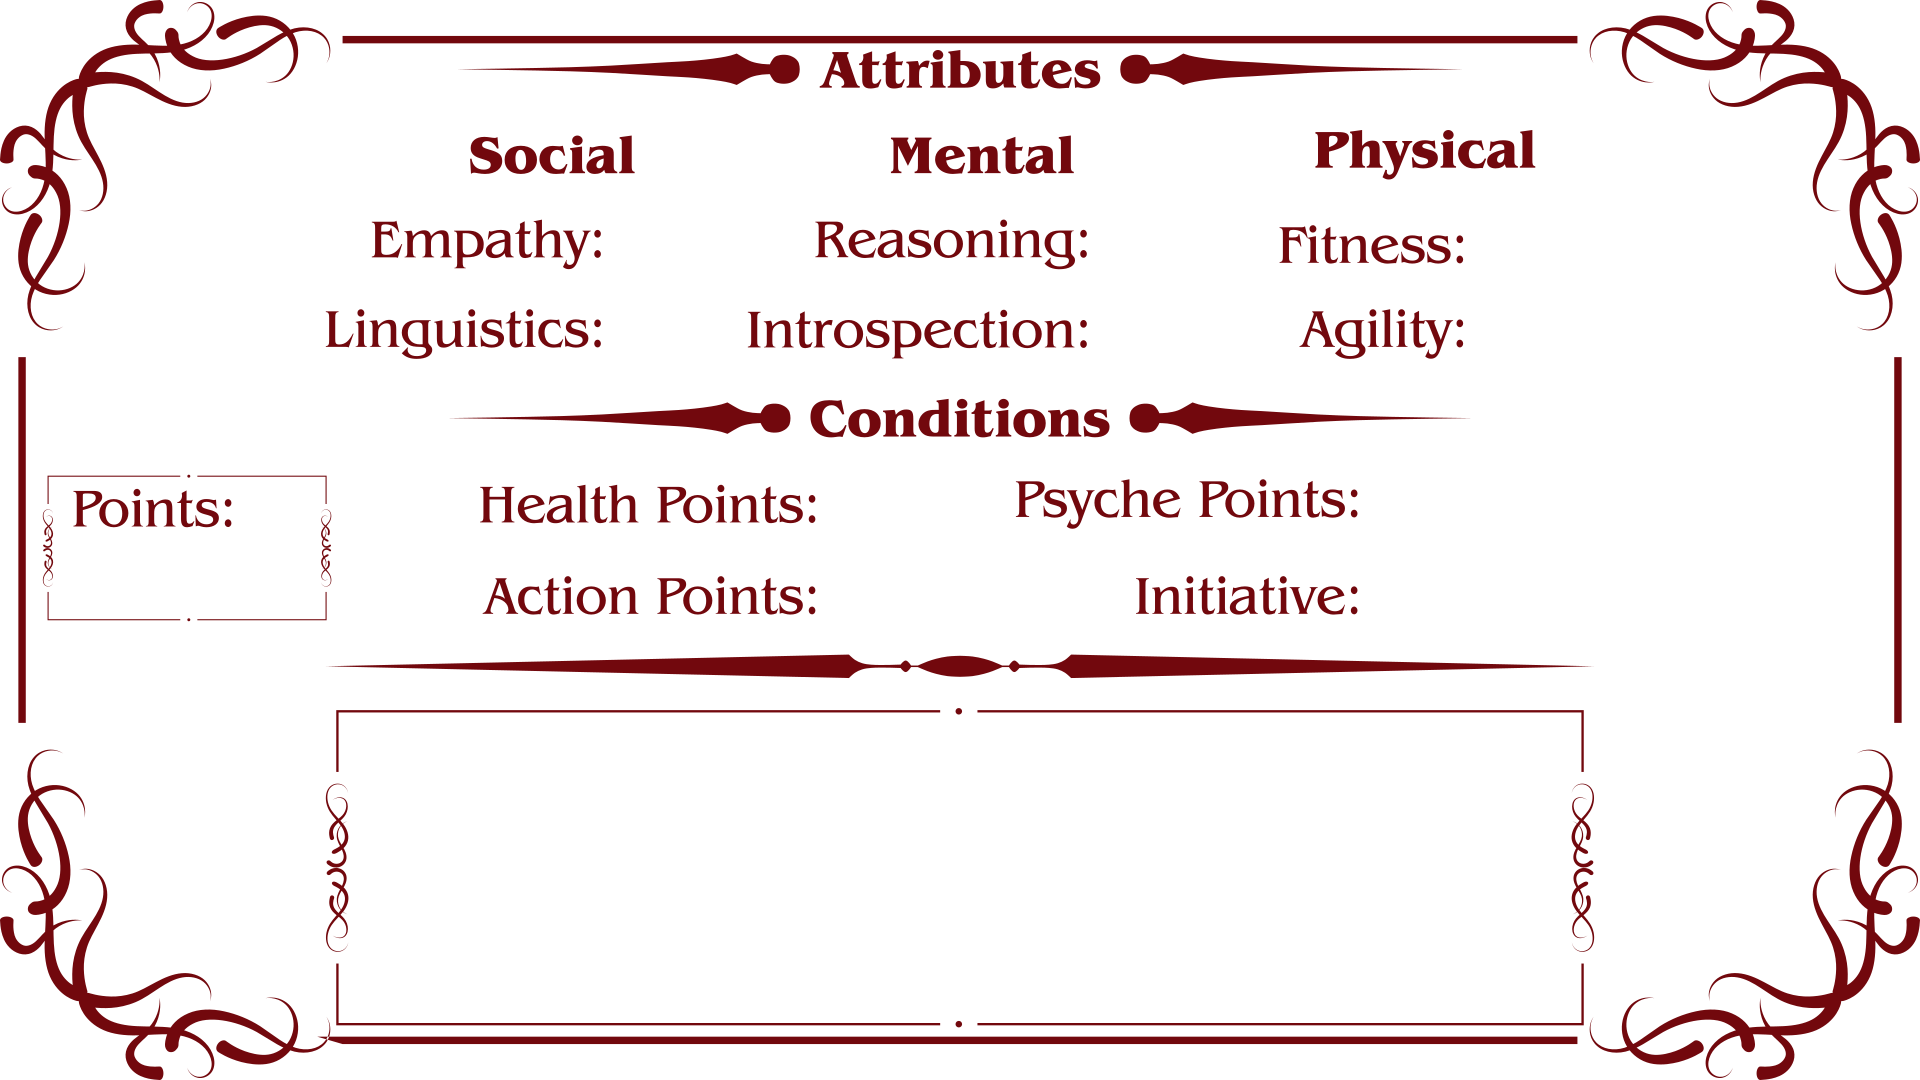 Attributes
Social Mental Physical
Empathy: Reasoning: Fitness:
Linguistics: Introspection: Agility:
Conditions
Points: Health Points: Psyche Points:
Action Points: Initiative: